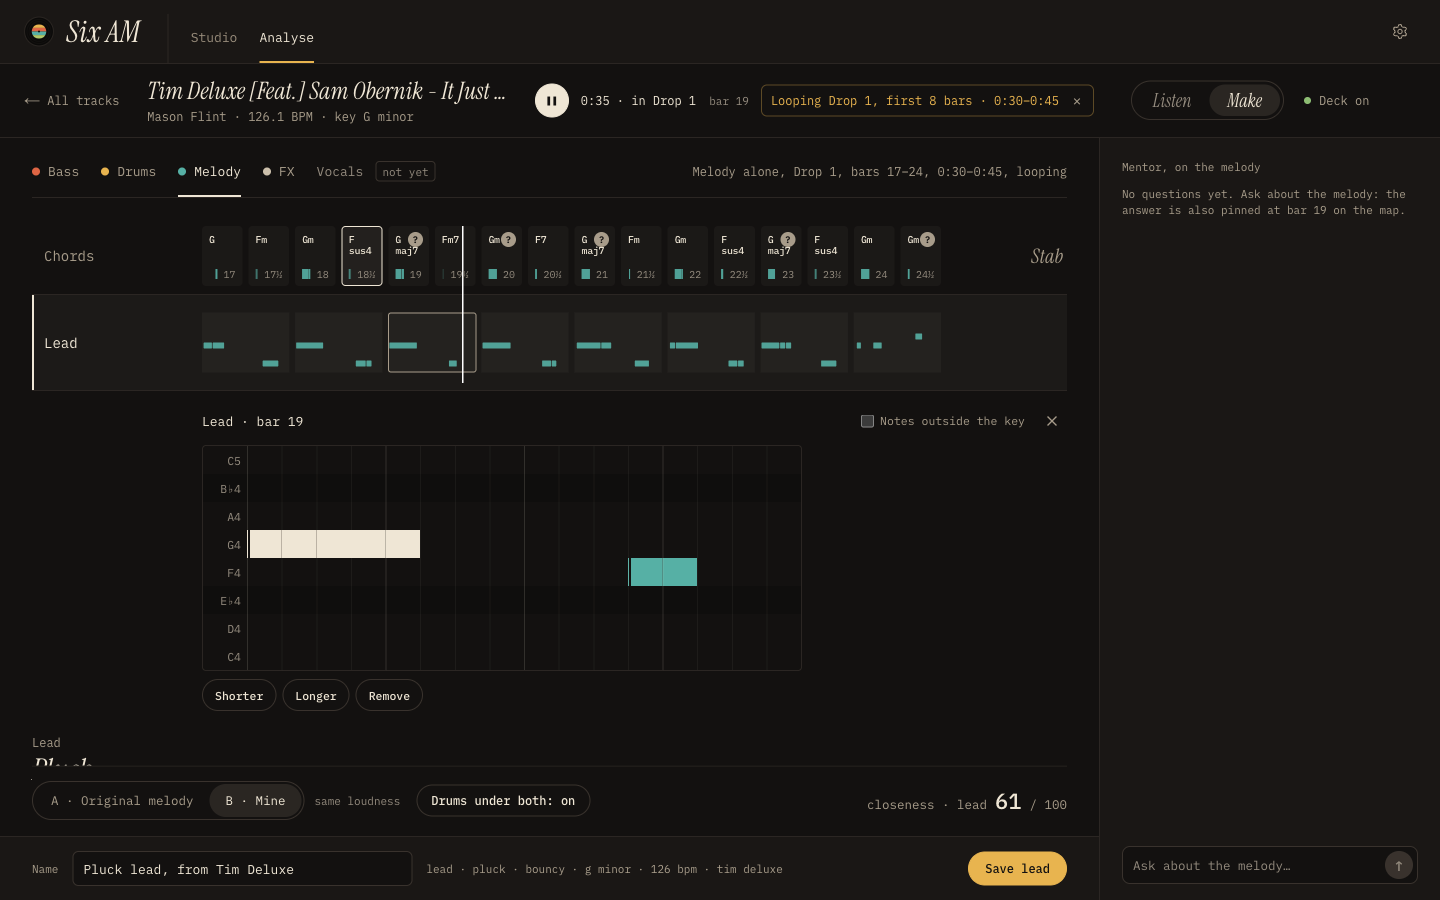 Six AM
Studio
Analyse
← All tracks
Tim Deluxe [Feat.] Sam Obernik - It Just ...
Mason Flint · 126.1 BPM · key G minor
0:35 · in Drop 1
bar 19
Looping Drop 1, first 8 bars · 0:30–0:45 ×
Listen
Make
Deck on
Bass
Drums
Melody
FX
Vocals
not yet
Melody alone, Drop 1, bars 17–24, 0:30–0:45, looping
Chords
G
17
Fm
17½
Gm
18
F
sus4
18½
G
maj7
?
19
Fm7
19½
Gm
?
20
F7
20½
G
maj7
?
21
Fm
21½
Gm
22
F
sus4
22½
G
maj7
?
23
F
sus4
23½
Gm
24
Gm
?
24½
Stab
Lead
Lead · bar 19
Notes outside the key
×
C5
B♭4
A4
G4
F4
E♭4
D4
C4
Shorter
Longer
Remove
Lead
A · Original melody
B · Mine
same loudness
Drums under both: on
closeness · lead 61 / 100
Name
Pluck lead, from Tim Deluxe
lead · pluck · bouncy · g minor · 126 bpm · tim deluxe
Save lead
Mentor, on the melody
No questions yet. Ask about the melody: the
answer is also pinned at bar 19 on the map.
Ask about the melody…
↑